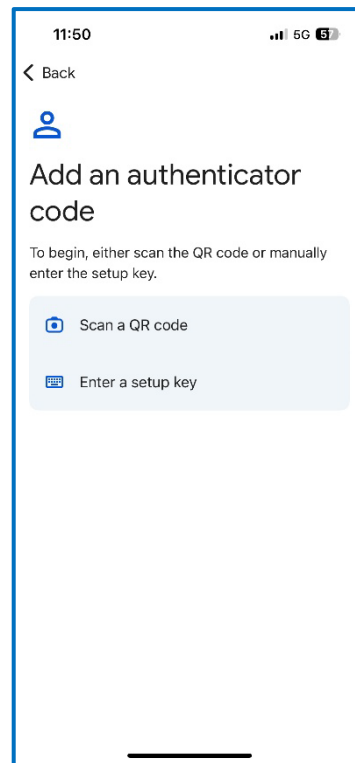 11:50 5G 57
Back
Add an authenticator
code
To begin, either scan the QR code or manually
enter the setup key.
Scan a QR code
Enter a setup key